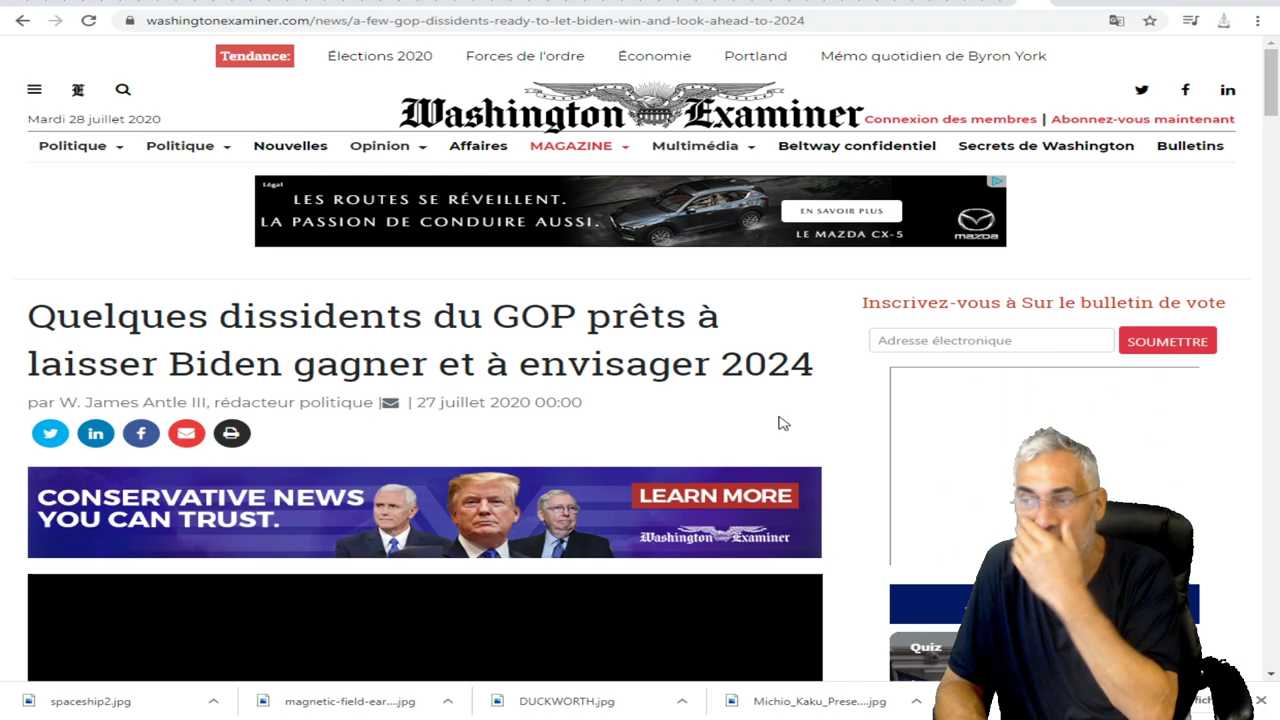 washingtonexaminer.com/news/a-few-gop-dissidents-ready-to-let-biden-win-and-look-ahead-to-2024
Tendance: Élections 2020 Forces de l'ordre Économie Portland Mémo quotidien de Byron York
Washington Examiner
Mardi 28 juillet 2020
Connexion des membres | Abonnez-vous maintenant
Politique Politique Nouvelles Opinion Affaires MAGAZINE Multimédia Beltway confidentiel Secrets de Washington Bulletins
Légal
LES ROUTES SE RÉVEILLENT.
LA PASSION DE CONDUIRE AUSSI.
EN SAVOIR PLUS
LE MAZDA CX-5
mazda
Quelques dissidents du GOP prêts à
laisser Biden gagner et à envisager 2024
par W. James Antle III, rédacteur politique | | 27 juillet 2020 00:00
Inscrivez-vous à Sur le bulletin de vote
Adresse électronique
SOUMETTRE
CONSERVATIVE NEWS
YOU CAN TRUST.
LEARN MORE
Washington Examiner
Quiz
spaceship2.jpg
magnetic-field-ear....jpg
DUCKWORTH.jpg
Michio_Kaku_Prese....jpg